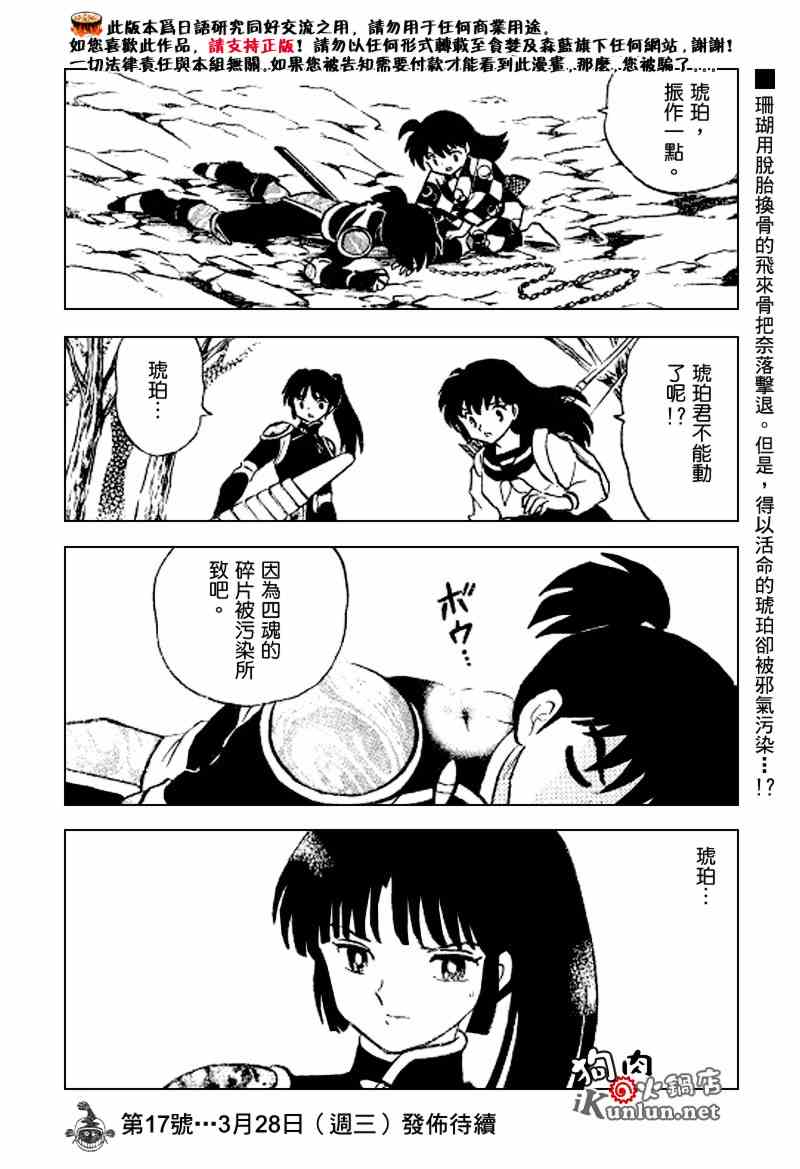 此版本爲日語研究同好交流之用，請勿用于任何商業用途。
如您喜歡此作品，請支持正版！請勿以任何形式轉載至貪婪及森藍旗下任何網站，謝謝！
一切法律責任與本組無關。如果您被告知需要付款才能看到此漫畫，那麼，您被騙了……
■珊瑚用脫胎換骨的飛來骨把奈落擊退。但是，得以活命的琥珀卻被邪氣污染…!?
琥珀，
振作一點。
琥珀君不能動
了呢!?
琥珀…
ボウ…
因為四魂的
碎片被污染所
致吧。
琥珀…
狗肉
火鍋店
iKunlun.net
第17號…3月28日（週三）發佈待續